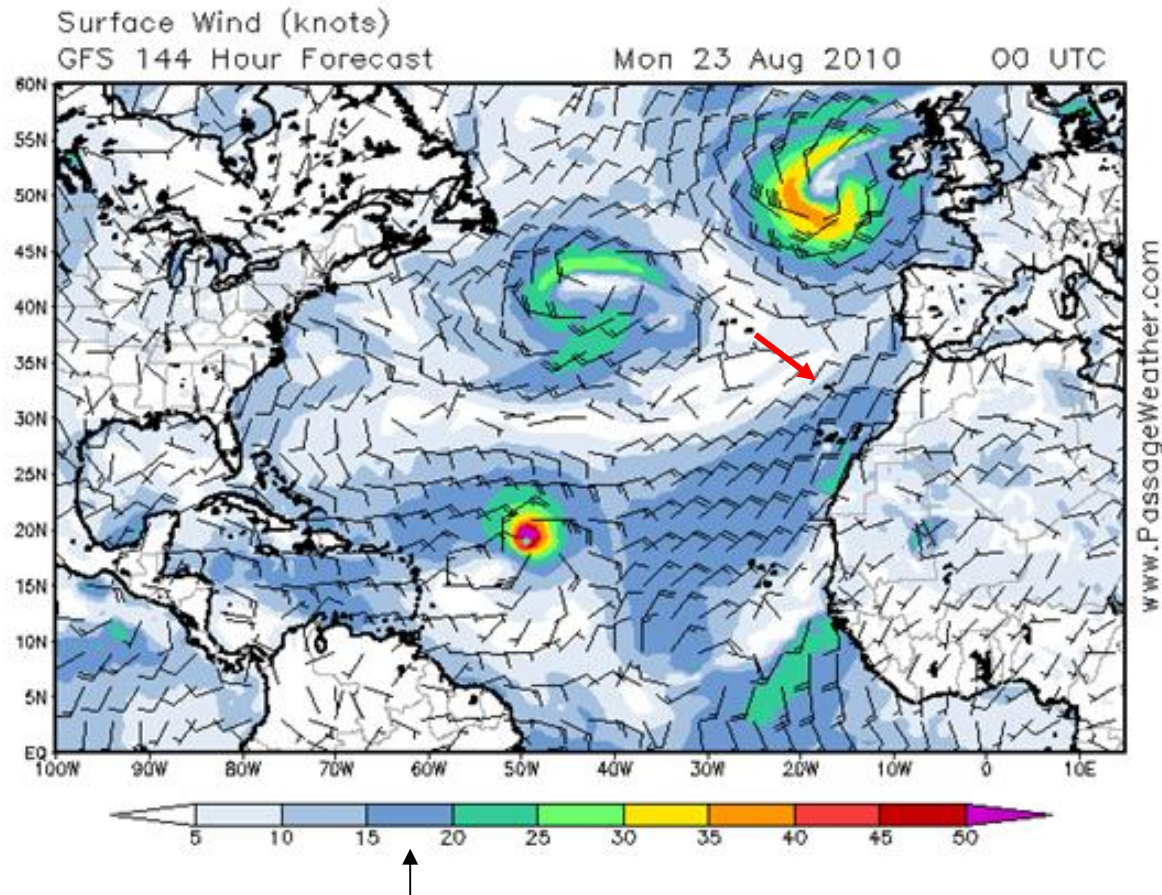 Surface Wind (knots)
GFS 144 Hour Forecast Mon 23 Aug 2010 00 UTC
60N
55N
50N
45N
40N
35N
30N
25N
20N
15N
10N
5N
EQ
100W 90W 80W 70W 60W 50W 40W 30W 20W 10W 0 10E
5 10 15 20 25 30 35 40 45 50
www.PassageWeather.com